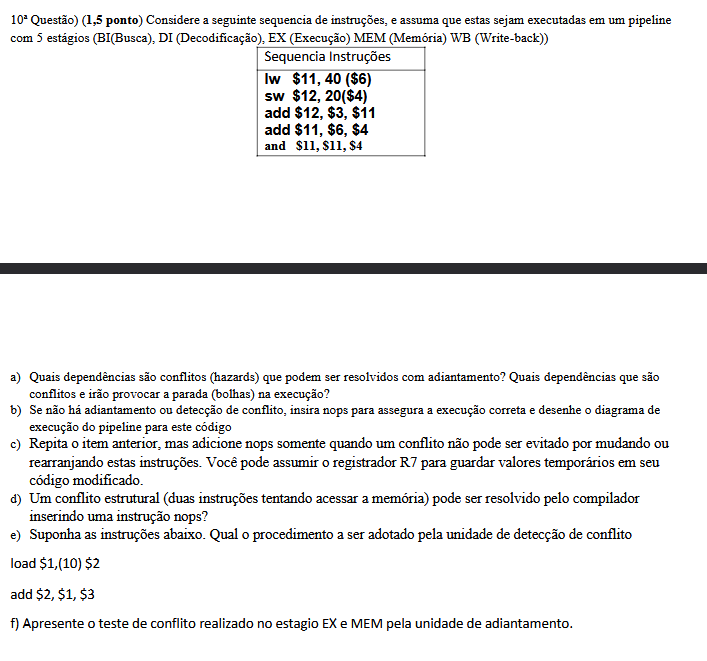 10ª Questão) (1,5 ponto) Considere a seguinte sequencia de instruções, e assuma que estas sejam executadas em um pipeline
com 5 estágios (BI(Busca), DI (Decodificação), EX (Execução) MEM (Memória) WB (Write-back))
Sequencia Instruções
lw $11, 40 ($6)
sw $12, 20($4)
add $12, $3, $11
add $11, $6, $4
and $11, $11, $4
a) Quais dependências são conflitos (hazards) que podem ser resolvidos com adiantamento? Quais dependências que são
conflitos e irão provocar a parada (bolhas) na execução?
b) Se não há adiantamento ou detecção de conflito, insira nops para assegura a execução correta e desenhe o diagrama de
execução do pipeline para este código
c) Repita o item anterior, mas adicione nops somente quando um conflito não pode ser evitado por mudando ou
rearranjando estas instruções. Você pode assumir o registrador R7 para guardar valores temporários em seu
código modificado.
d) Um conflito estrutural (duas instruções tentando acessar a memória) pode ser resolvido pelo compilador
inserindo uma instrução nops?
e) Suponha as instruções abaixo. Qual o procedimento a ser adotado pela unidade de detecção de conflito
load $1,(10) $2
add $2, $1, $3
f) Apresente o teste de conflito realizado no estagio EX e MEM pela unidade de adiantamento.